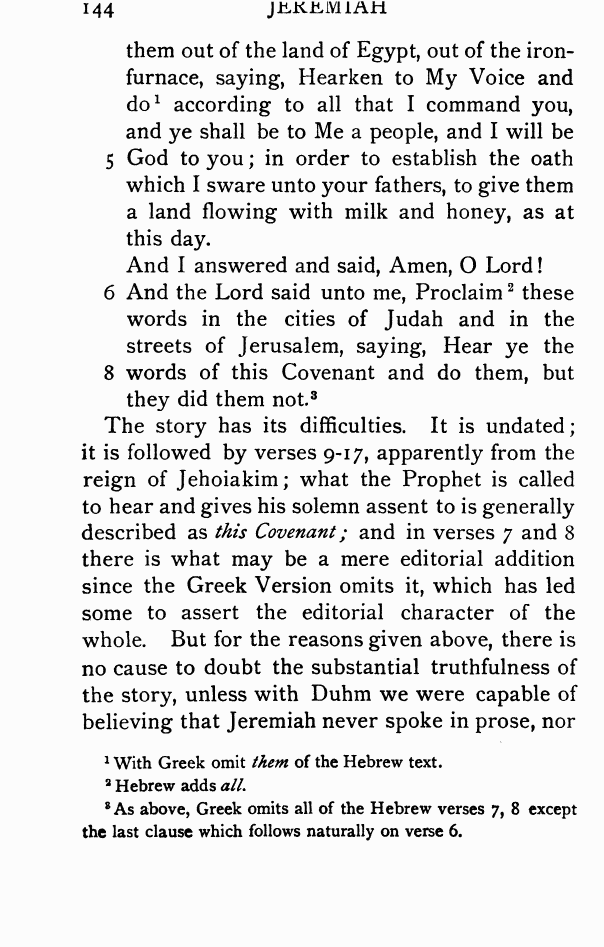 144 JEREMIAH
them out of the land of Egypt, out of the iron-
furnace, saying, Hearken to My Voice and
do¹ according to all that I command you,
and ye shall be to Me a people, and I will be
5 God to you; in order to establish the oath
which I sware unto your fathers, to give them
a land flowing with milk and honey, as at
this day.
And I answered and said, Amen, O Lord!
6 And the Lord said unto me, Proclaim² these
words in the cities of Judah and in the
streets of Jerusalem, saying, Hear ye the
8 words of this Covenant and do them, but
they did them not.³
The story has its difficulties. It is undated;
it is followed by verses 9-17, apparently from the
reign of Jehoiakim; what the Prophet is called
to hear and gives his solemn assent to is generally
described as this Covenant; and in verses 7 and 8
there is what may be a mere editorial addition
since the Greek Version omits it, which has led
some to assert the editorial character of the
whole. But for the reasons given above, there is
no cause to doubt the substantial truthfulness of
the story, unless with Duhm we were capable of
believing that Jeremiah never spoke in prose, nor
¹ With Greek omit them of the Hebrew text.
² Hebrew adds all.
³ As above, Greek omits all of the Hebrew verses 7, 8 except
the last clause which follows naturally on verse 6.